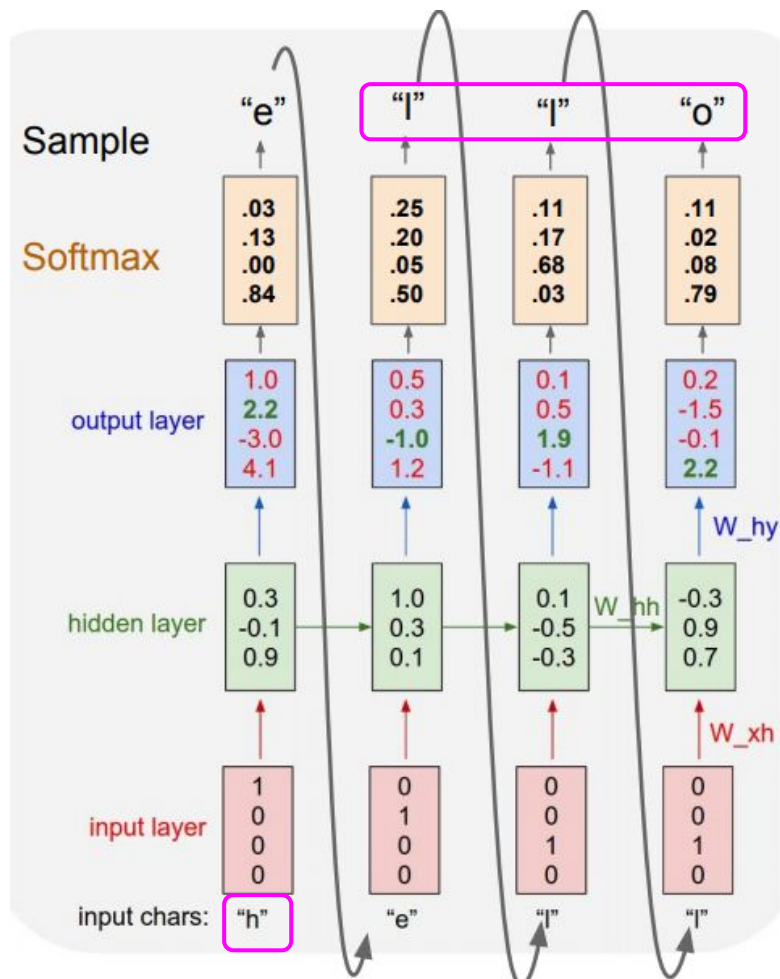 “e” “l” “l” “o”
Sample
.03 .25 .11 .11
.13 .20 .17 .02
Softmax
.00 .05 .68 .08
.84 .50 .03 .79
1.0 0.5 0.1 0.2
2.2 0.3 0.5 -1.5
output layer
-3.0 -1.0 1.9 -0.1
4.1 1.2 -1.1 2.2
W_hy
0.3 1.0 0.1 -0.3
W_hh
hidden layer -0.1 0.3 -0.5 0.9
0.9 0.1 -0.3 0.7
W_xh
1 0 0 0
0 1 0 0
input layer
0 0 1 1
0 0 0 0
input chars: “h” “e” “l” “l”